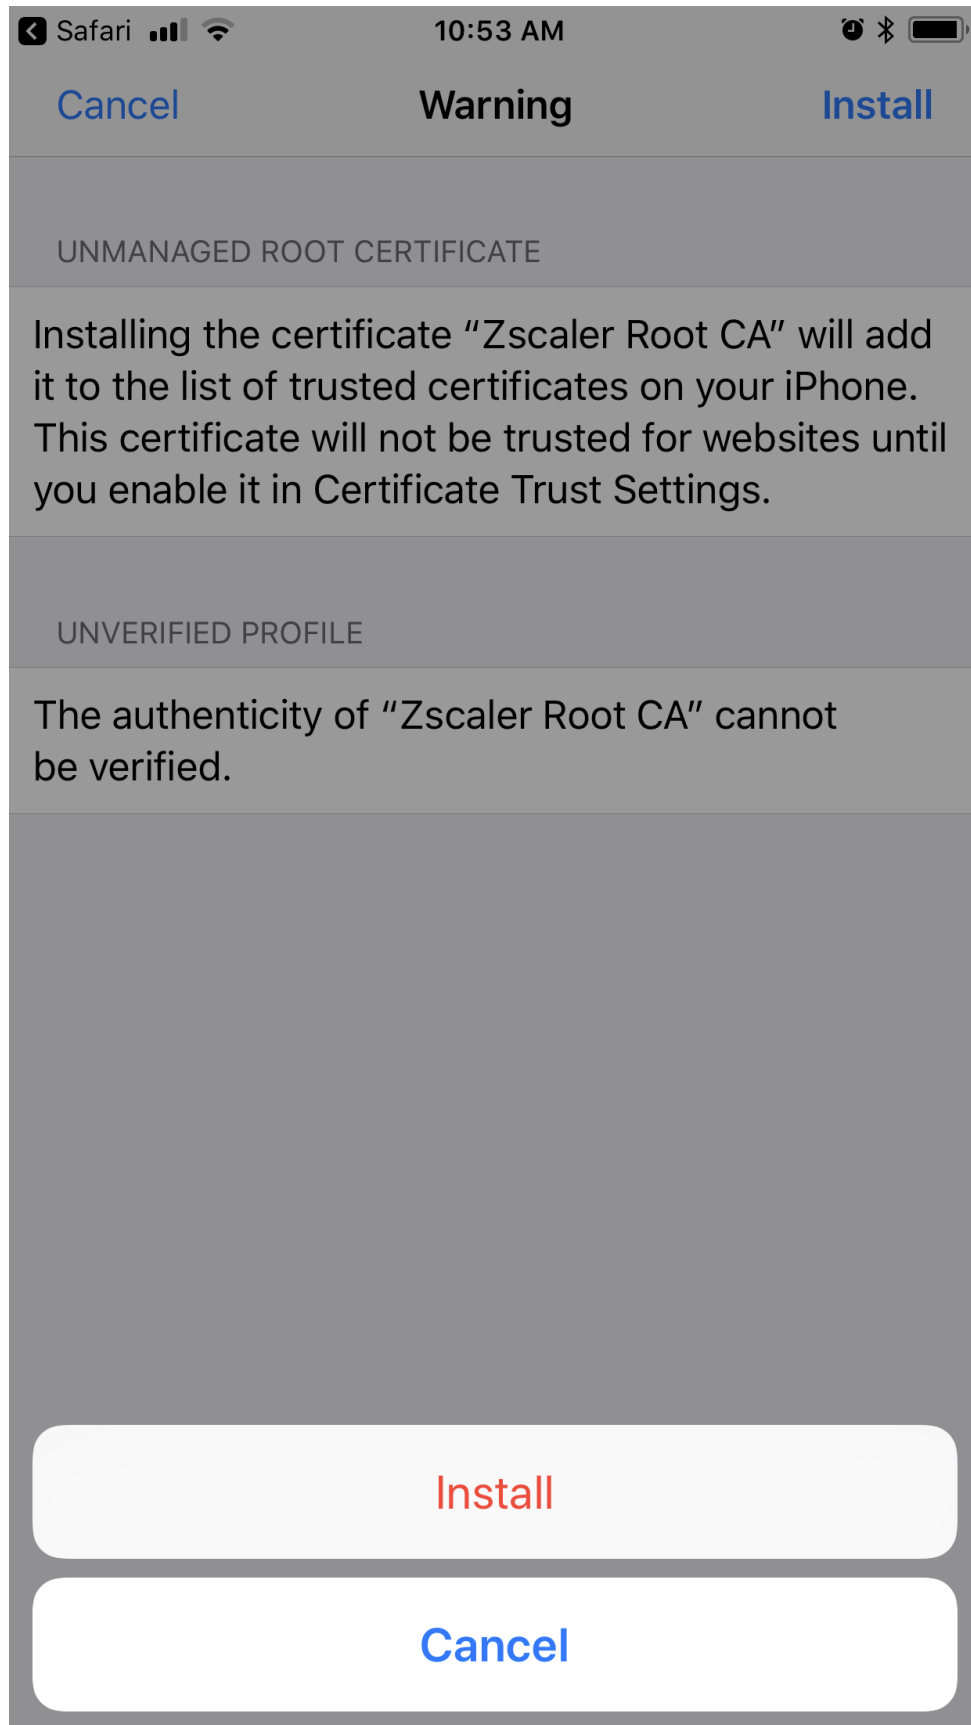 Safari 10:53 AM
Cancel Warning Install
UNMANAGED ROOT CERTIFICATE
Installing the certificate “Zscaler Root CA” will add
it to the list of trusted certificates on your iPhone.
This certificate will not be trusted for websites until
you enable it in Certificate Trust Settings.
UNVERIFIED PROFILE
The authenticity of “Zscaler Root CA” cannot
be verified.
Install
Cancel